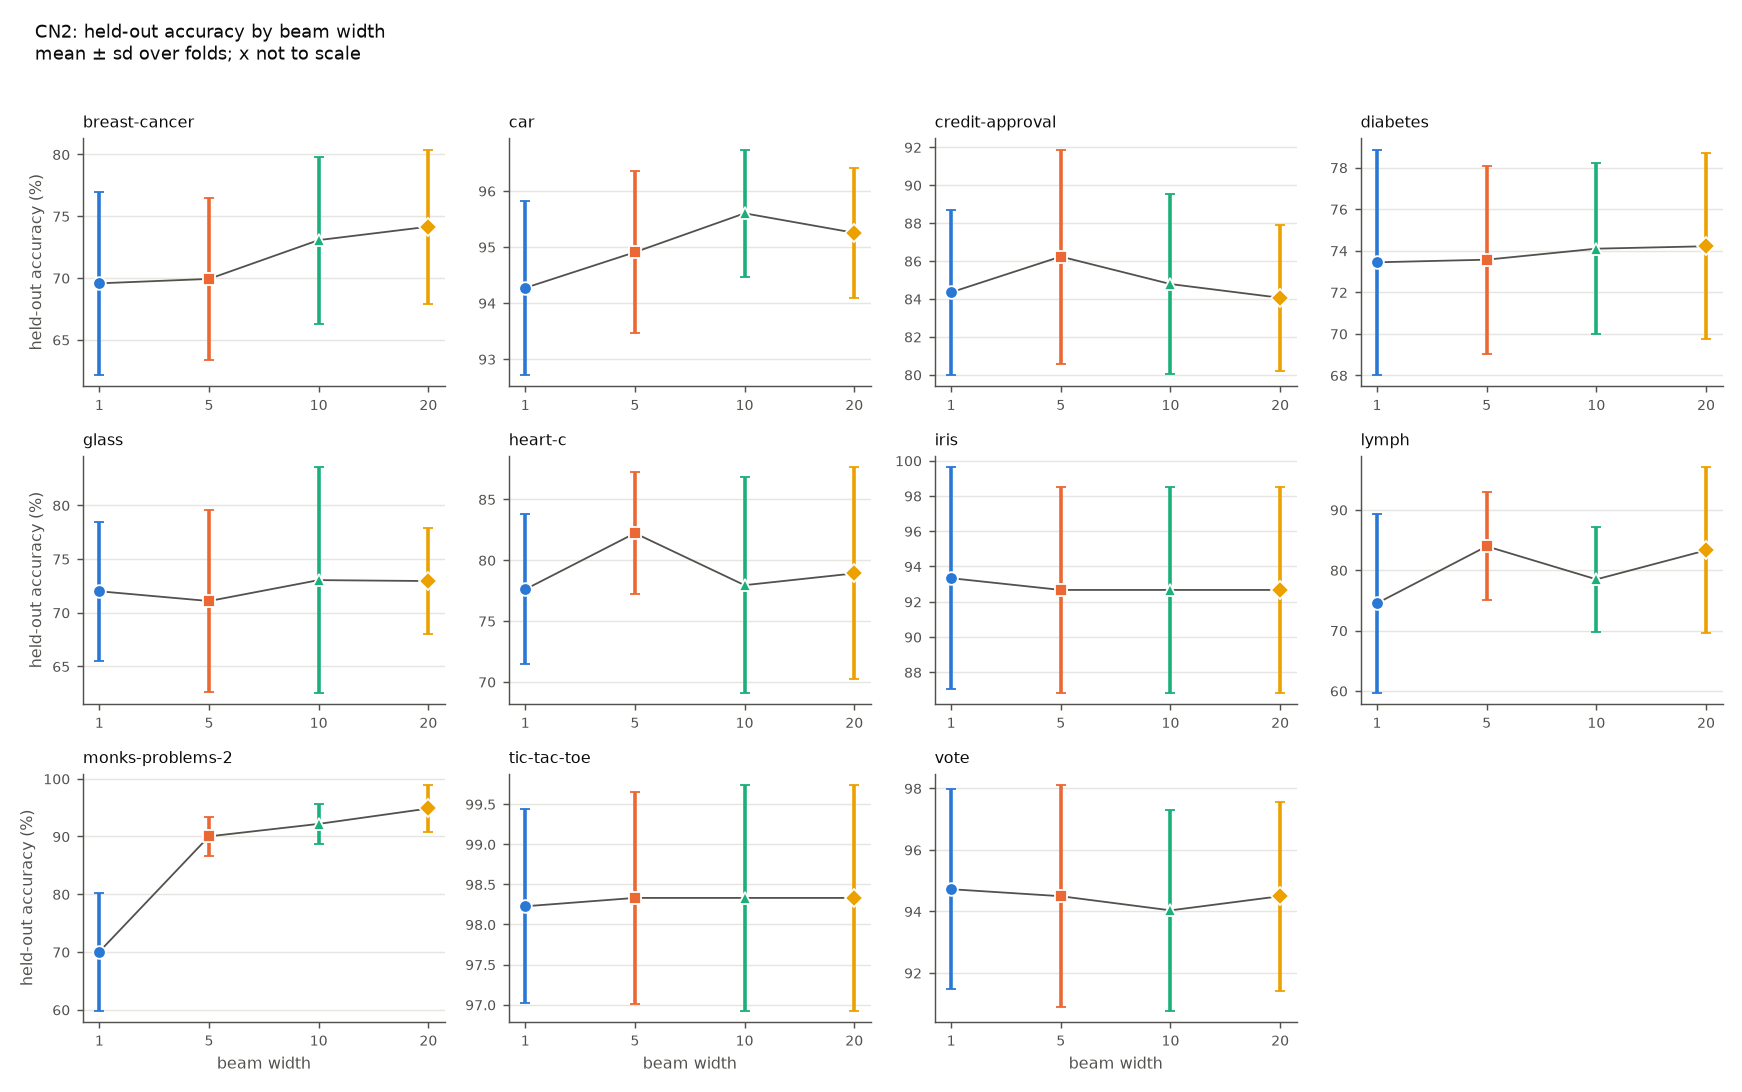 CN2: held-out accuracy by beam width
mean ± sd over folds; x not to scale
breast-cancer
car
credit-approval
diabetes
held-out accuracy (%)
80
75
70
65
1 5 10 20
96
95
94
93
1 5 10 20
92
90
88
86
84
82
80
1 5 10 20
78
76
74
72
70
68
1 5 10 20
glass
heart-c
iris
lymph
held-out accuracy (%)
80
75
70
65
1 5 10 20
85
80
75
70
1 5 10 20
100
98
96
94
92
90
88
1 5 10 20
90
80
70
60
1 5 10 20
monks-problems-2
tic-tac-toe
vote
held-out accuracy (%)
100
90
80
70
60
1 5 10 20
beam width
99.5
99.0
98.5
98.0
97.5
97.0
1 5 10 20
beam width
98
96
94
92
1 5 10 20
beam width